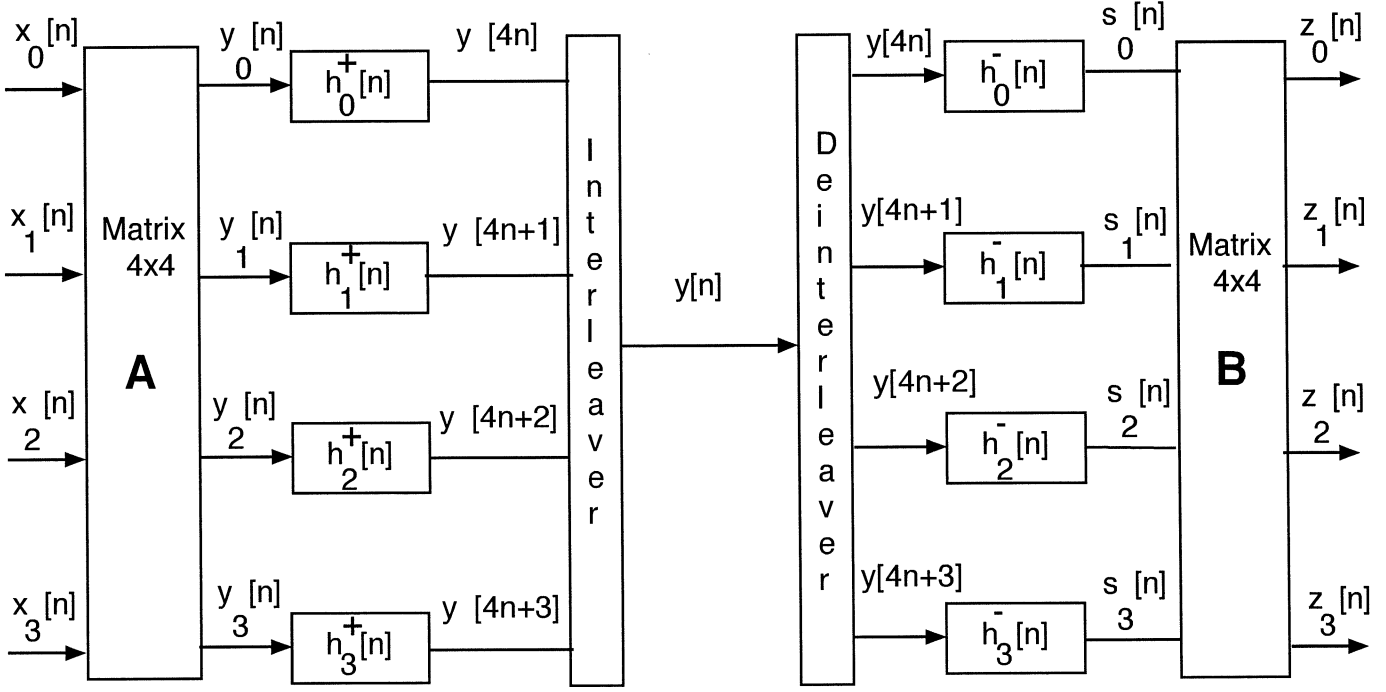 x0[n]
y0[n]
h0+[n]
y [4n]
y[4n]
h0-[n]
s0[n]
z0[n]
x1[n]
Matrix
4x4
y1[n]
h1+[n]
y [4n+1]
y[4n+1]
h1-[n]
s1[n]
Matrix
4x4
z1[n]
A
Interleaver
y[n]
Deinterleaver
B
x2[n]
y2[n]
h2+[n]
y [4n+2]
y[4n+2]
h2-[n]
s2[n]
z2[n]
x3[n]
y3[n]
h3+[n]
y [4n+3]
y[4n+3]
h3-[n]
s3[n]
z3[n]